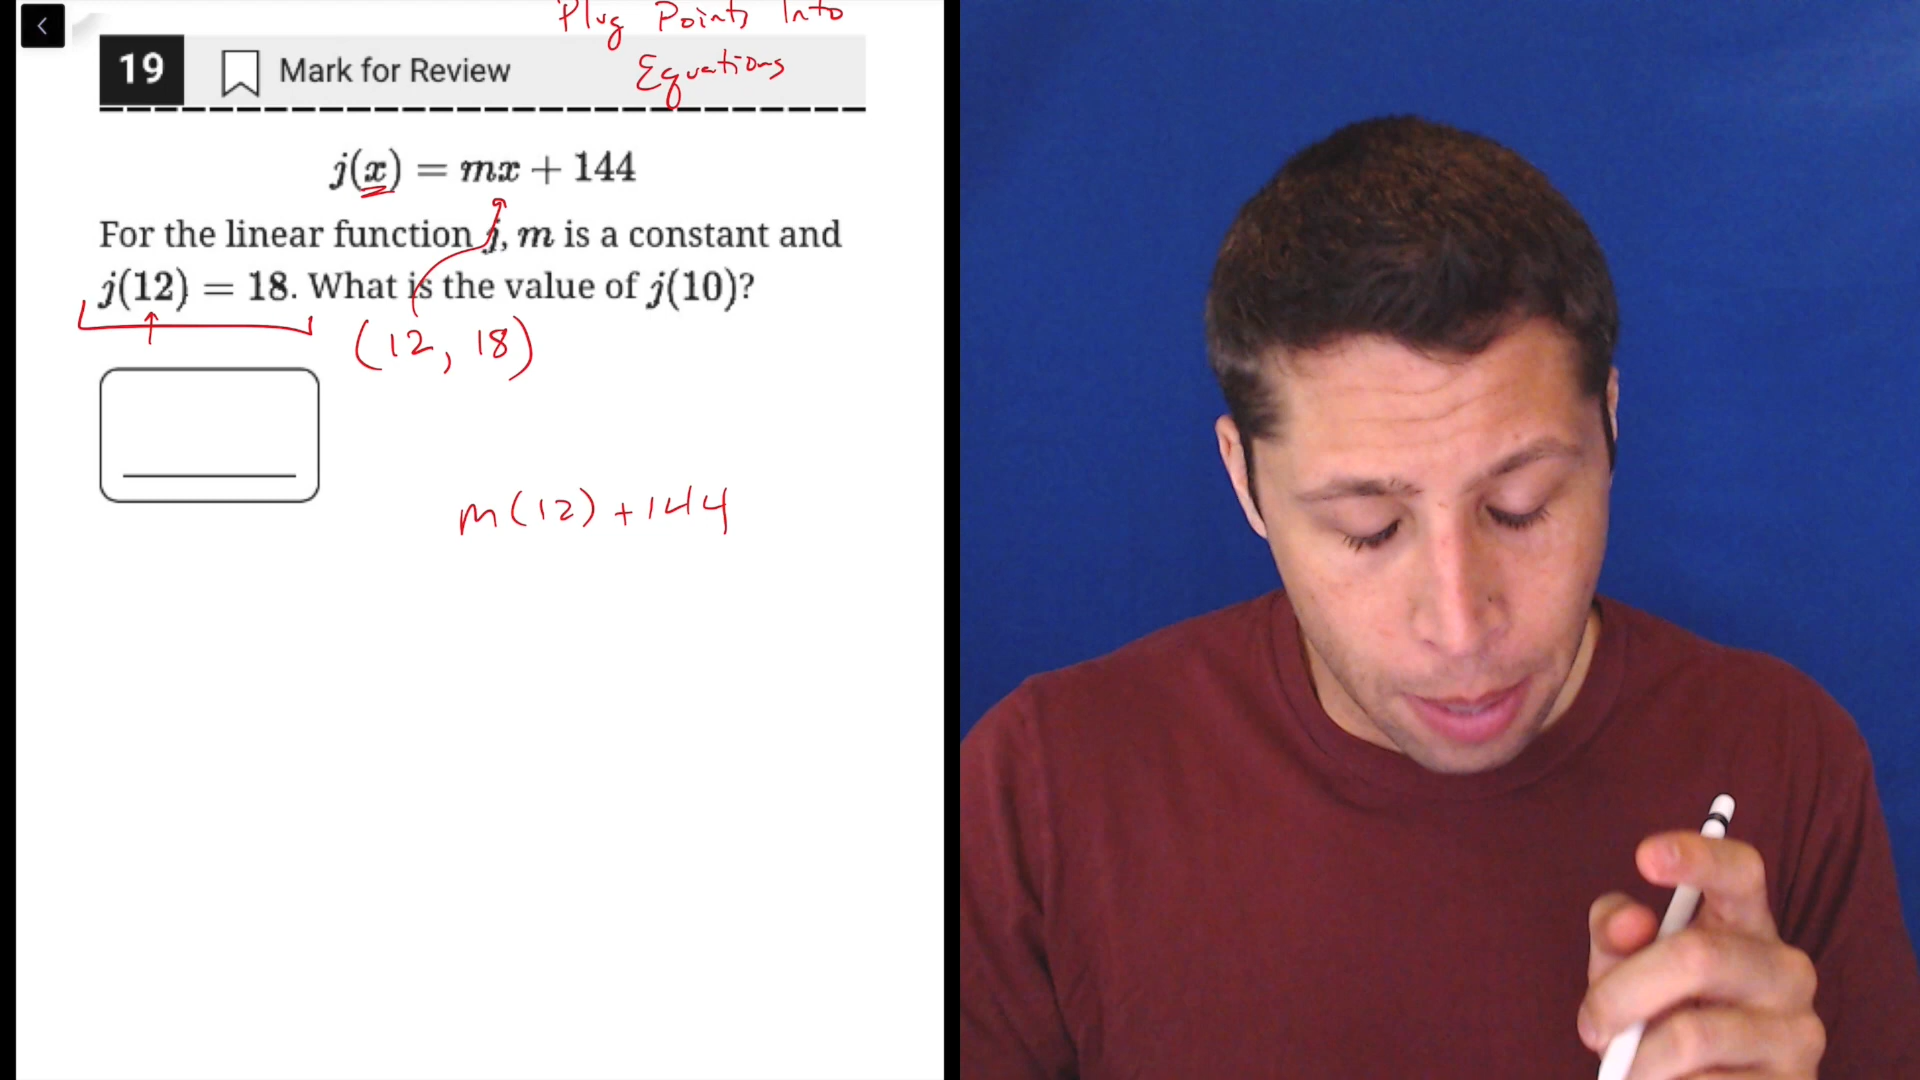 Plug Points Into
Equations
19 Mark for Review
j(x) = mx + 144
For the linear function j, m is a constant and
j(12) = 18. What is the value of j(10)?
(12, 18)
m(12) + 144